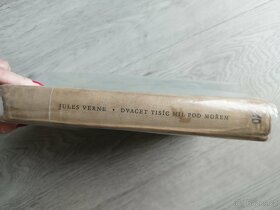 JULES VERNE • DVACET TISÍC MIL POD MOŘEM